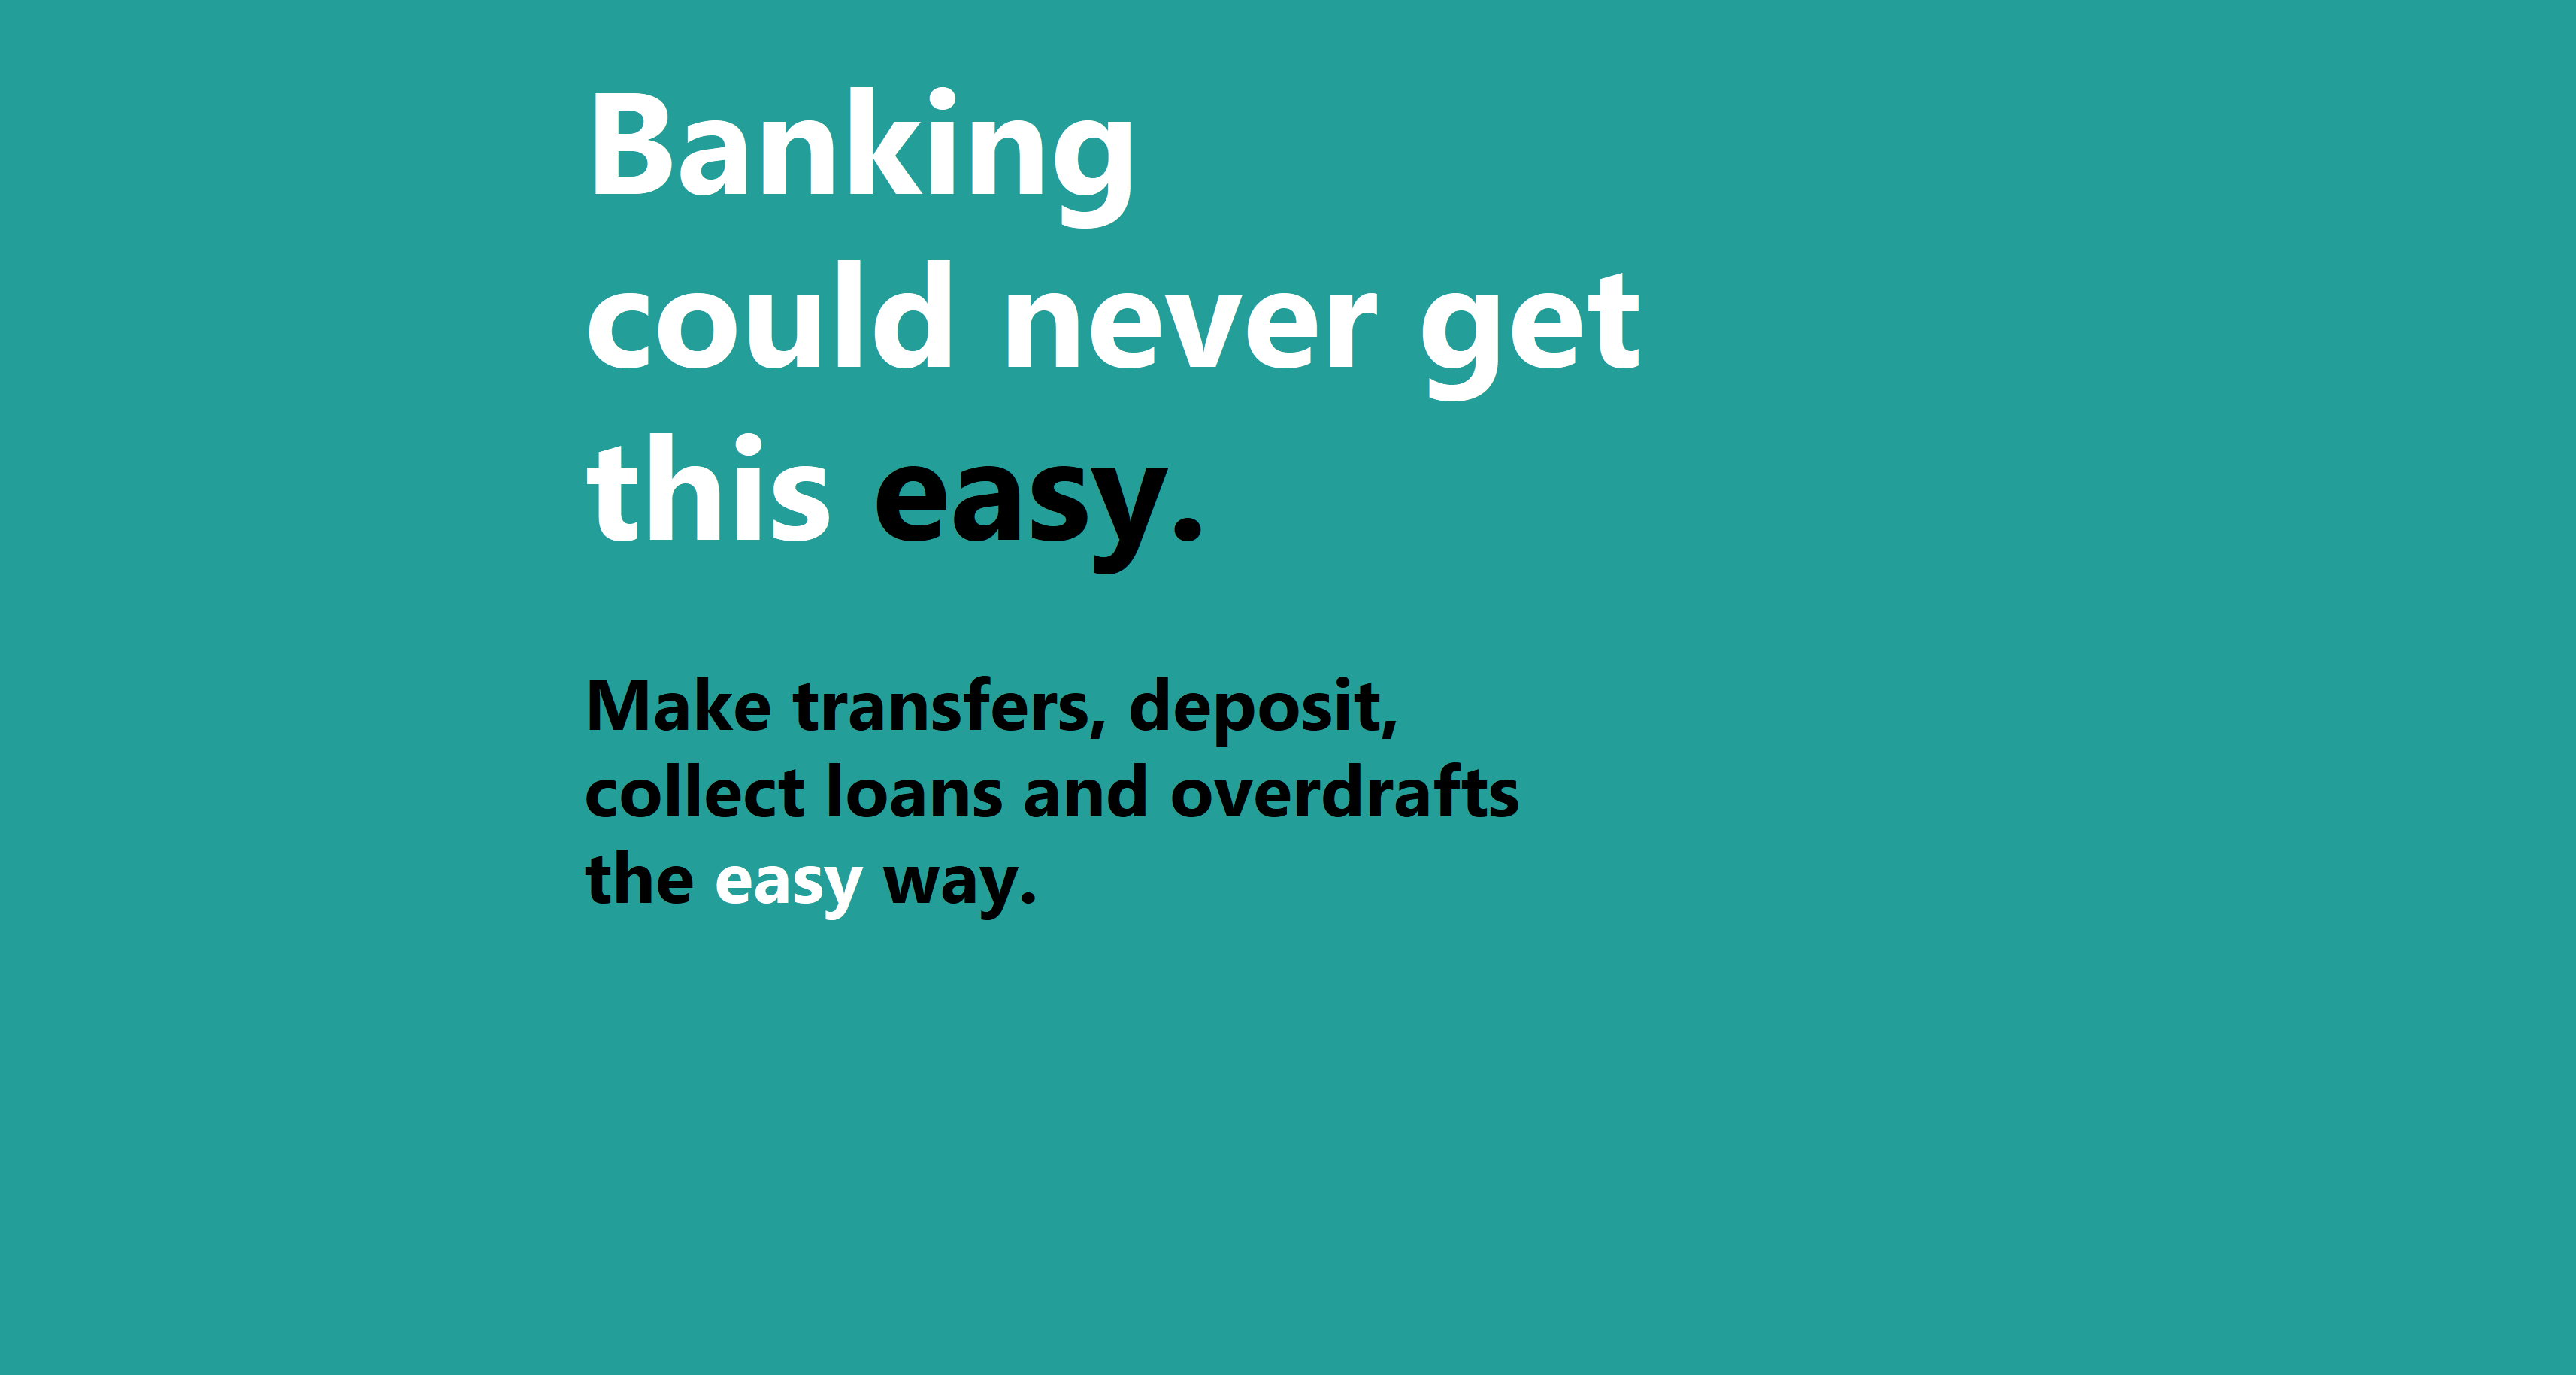 Banking
could never get
this easy.
Make transfers, deposit,
collect loans and overdrafts
the easy way.